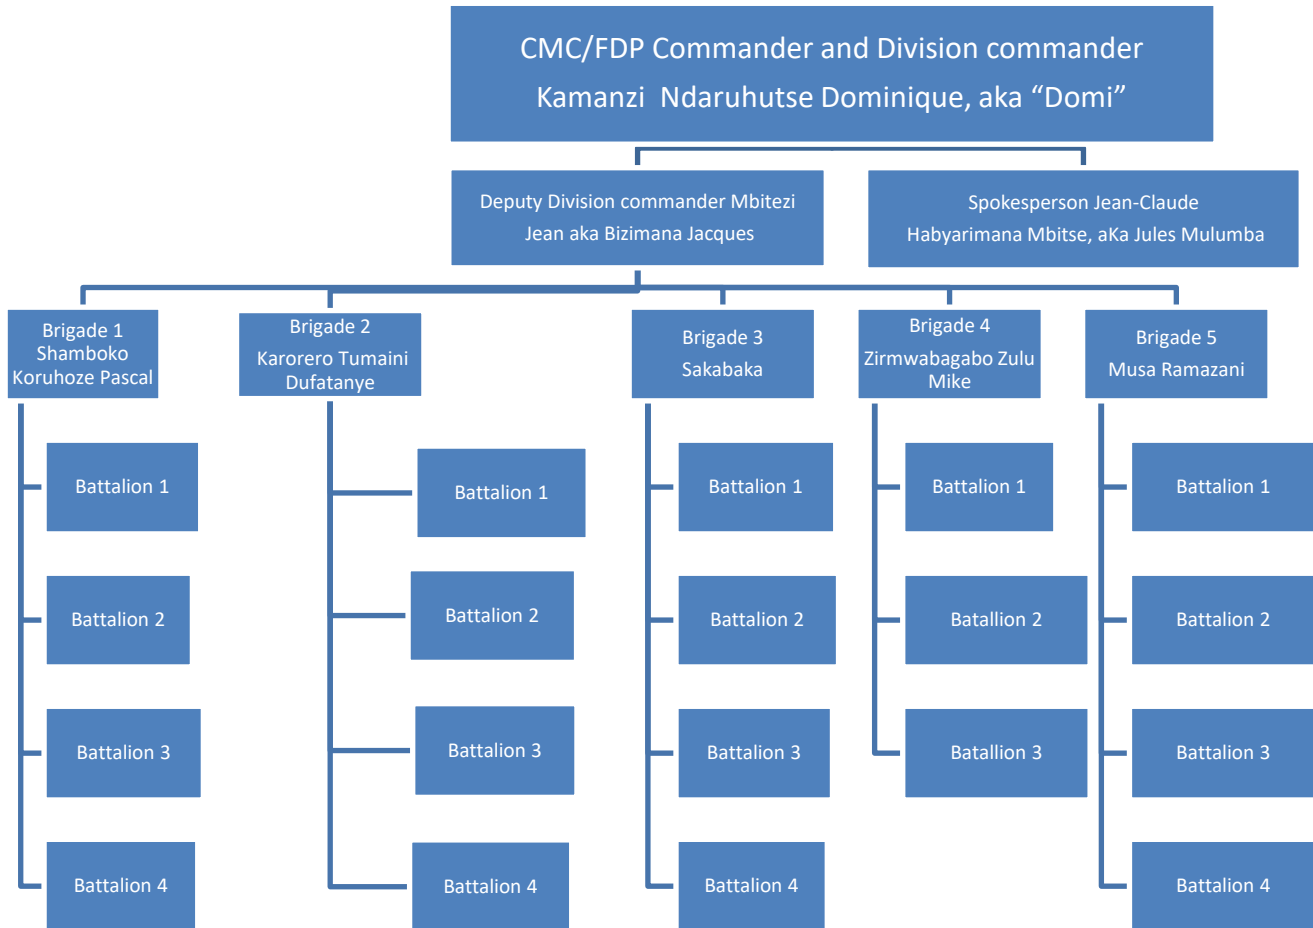 CMC/FDP Commander and Division commander
Kamanzi Ndaruhutse Dominique, aka “Domi”
Deputy Division commander Mbitezi
Jean aka Bizimana Jacques
Spokesperson Jean-Claude
Habyarimana Mbitse, aKa Jules Mulumba
Brigade 1
Shamboko
Koruhoze Pascal
Battalion 1
Battalion 2
Battalion 3
Battalion 4
Brigade 2
Karorero Tumaini
Dufatanye
Battalion 1
Battalion 2
Battalion 3
Battalion 4
Brigade 3
Sakabaka
Battalion 1
Battalion 2
Battalion 3
Battalion 4
Brigade 4
Zirmwabagabo Zulu
Mike
Battalion 1
Batallion 2
Batallion 3
Brigade 5
Musa Ramazani
Battalion 1
Battalion 2
Battalion 3
Battalion 4